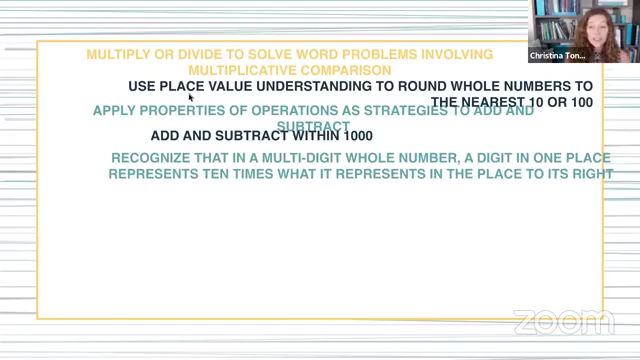 Christina Ton...
MULTIPLY OR DIVIDE TO SOLVE WORD PROBLEMS INVOLVING
MULTIPLICATIVE COMPARISON
USE PLACE VALUE UNDERSTANDING TO ROUND WHOLE NUMBERS TO
THE NEAREST 10 OR 100
APPLY PROPERTIES OF OPERATIONS AS STRATEGIES TO ADD AND
SUBTRACT
ADD AND SUBTRACT WITHIN 1000
RECOGNIZE THAT IN A MULTI-DIGIT WHOLE NUMBER, A DIGIT IN ONE PLACE
REPRESENTS TEN TIMES WHAT IT REPRESENTS IN THE PLACE TO ITS RIGHT
zoom